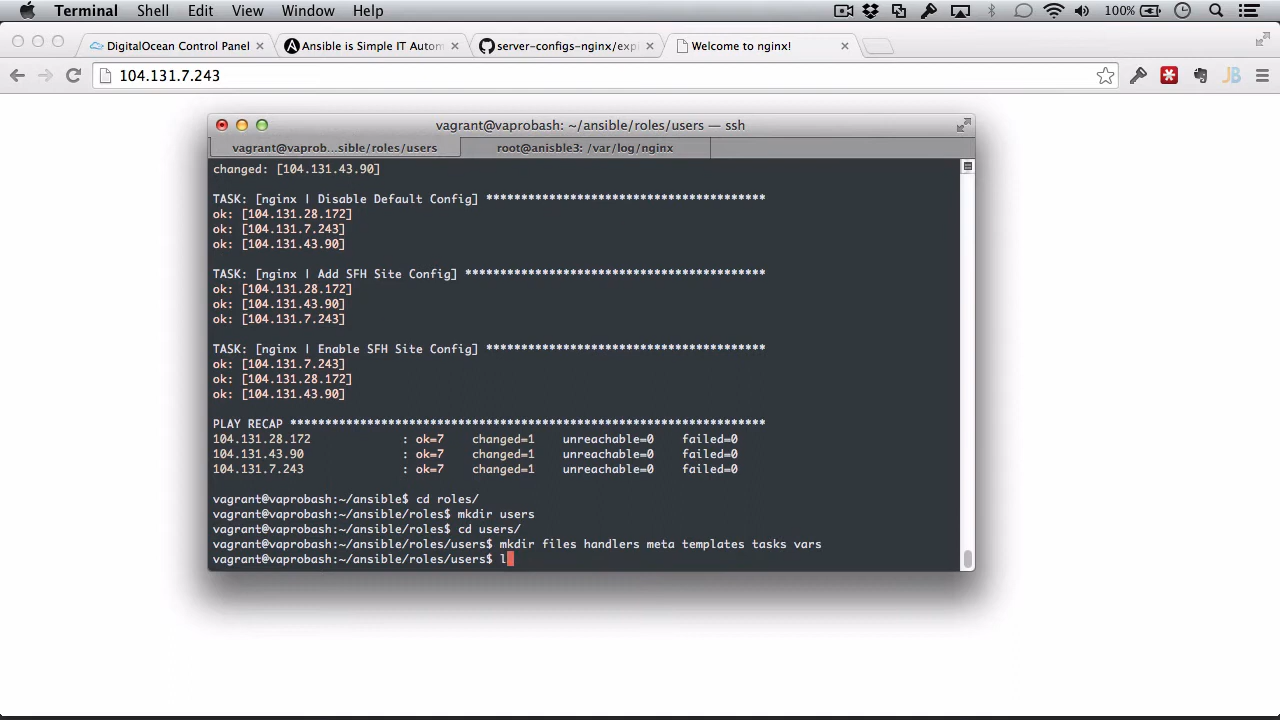 Terminal Shell Edit View Window Help 100%
DigitalOcean Control Panel Ansible is Simple IT Autom server-configs-nginx/exp Welcome to nginx!
104.131.7.243 JB
vagrant@vaprobash: ~/ansible/roles/users — ssh
vagrant@vaprob...sible/roles/users root@anisble3: /var/log/nginx
changed: [104.131.43.90]
TASK: [nginx | Disable Default Config] ****************************************
ok: [104.131.28.172]
ok: [104.131.7.243]
ok: [104.131.43.90]
TASK: [nginx | Add SFH Site Config] *******************************************
ok: [104.131.28.172]
ok: [104.131.43.90]
ok: [104.131.7.243]
TASK: [nginx | Enable SFH Site Config] ****************************************
ok: [104.131.7.243]
ok: [104.131.28.172]
ok: [104.131.43.90]
PLAY RECAP ********************************************************************
104.131.28.172 : ok=7 changed=1 unreachable=0 failed=0
104.131.43.90 : ok=7 changed=1 unreachable=0 failed=0
104.131.7.243 : ok=7 changed=1 unreachable=0 failed=0
vagrant@vaprobash:~/ansible$ cd roles/
vagrant@vaprobash:~/ansible/roles$ mkdir users
vagrant@vaprobash:~/ansible/roles$ cd users/
vagrant@vaprobash:~/ansible/roles/users$ mkdir files handlers meta templates tasks vars
vagrant@vaprobash:~/ansible/roles/users$ l